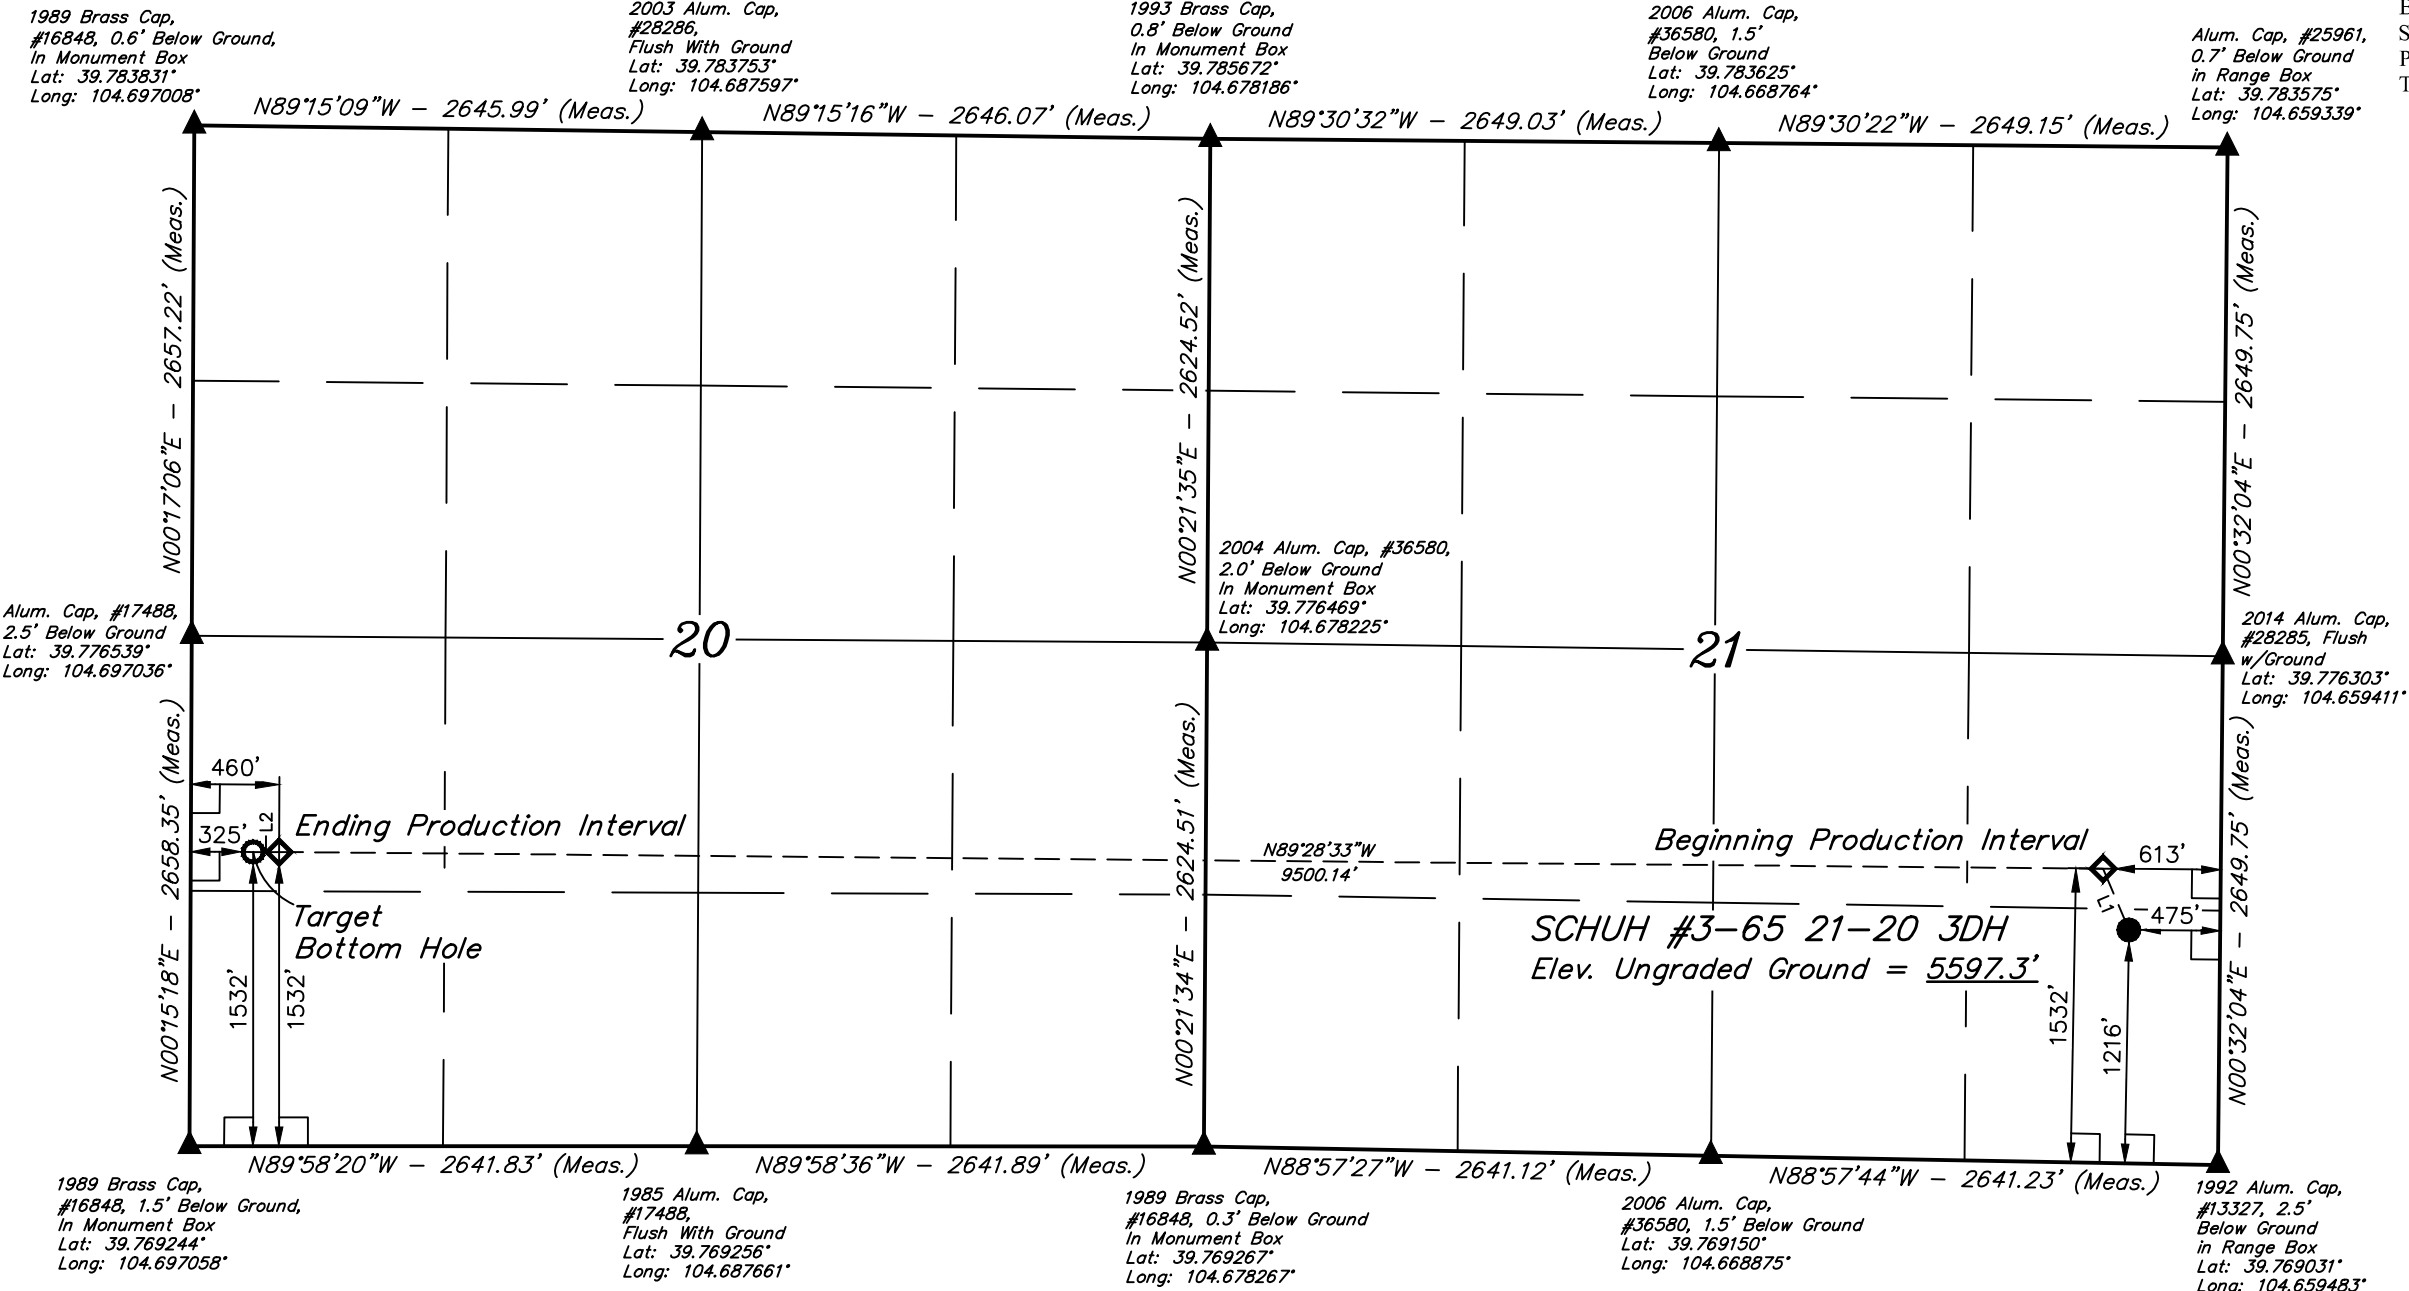 1989 Brass Cap,
#16848, 0.6' Below Ground,
In Monument Box
Lat: 39.783831°
Long: 104.697008°
2003 Alum. Cap,
#28286,
Flush With Ground
Lat: 39.783753°
Long: 104.687597°
1993 Brass Cap,
0.8' Below Ground
In Monument Box
Lat: 39.785672°
Long: 104.678186°
2006 Alum. Cap,
#36580, 1.5'
Below Ground
Lat: 39.783625°
Long: 104.668764°
Alum. Cap, #25961,
0.7' Below Ground
in Range Box
Lat: 39.783575°
Long: 104.659339°
N89°15'09"W - 2645.99' (Meas.)
N89°15'16"W - 2646.07' (Meas.)
N89°30'32"W - 2649.03' (Meas.)
N89°30'22"W - 2649.15' (Meas.)
N00°17'06"E - 2657.22' (Meas.)
N00°21'35"E - 2624.52' (Meas.)
N00°32'04"E - 2649.75' (Meas.)
Alum. Cap, #17488,
2.5' Below Ground
Lat: 39.776539°
Long: 104.697036°
20
2004 Alum. Cap, #36580,
2.0' Below Ground
In Monument Box
Lat: 39.776469°
Long: 104.678225°
21
2014 Alum. Cap,
#28285, Flush
w/Ground
Lat: 39.776303°
Long: 104.659411°
N00°15'18"E - 2658.35' (Meas.)
460'
325'
L2
Ending Production Interval
Target
Bottom Hole
1532'
1532'
N00°21'34"E - 2624.51' (Meas.)
N89°28'33"W
9500.14'
Beginning Production Interval
613'
L1
475'
SCHUH #3-65 21-20 3DH
Elev. Ungraded Ground = 5597.3'
1532'
1216'
N00°32'04"E - 2649.75' (Meas.)
N89°58'20"W - 2641.83' (Meas.)
N89°58'36"W - 2641.89' (Meas.)
N88°57'27"W - 2641.12' (Meas.)
N88°57'44"W - 2641.23' (Meas.)
1989 Brass Cap,
#16848, 1.5' Below Ground,
In Monument Box
Lat: 39.769244°
Long: 104.697058°
1985 Alum. Cap,
#17488,
Flush With Ground
Lat: 39.769256°
Long: 104.687661°
1989 Brass Cap,
#16848, 0.3' Below Ground
In Monument Box
Lat: 39.769267°
Long: 104.678267°
2006 Alum. Cap,
#36580, 1.5' Below Ground
Lat: 39.769150°
Long: 104.668875°
1992 Alum. Cap,
#13327, 2.5'
Below Ground
in Range Box
Lat: 39.769031°
Long: 104.659483°